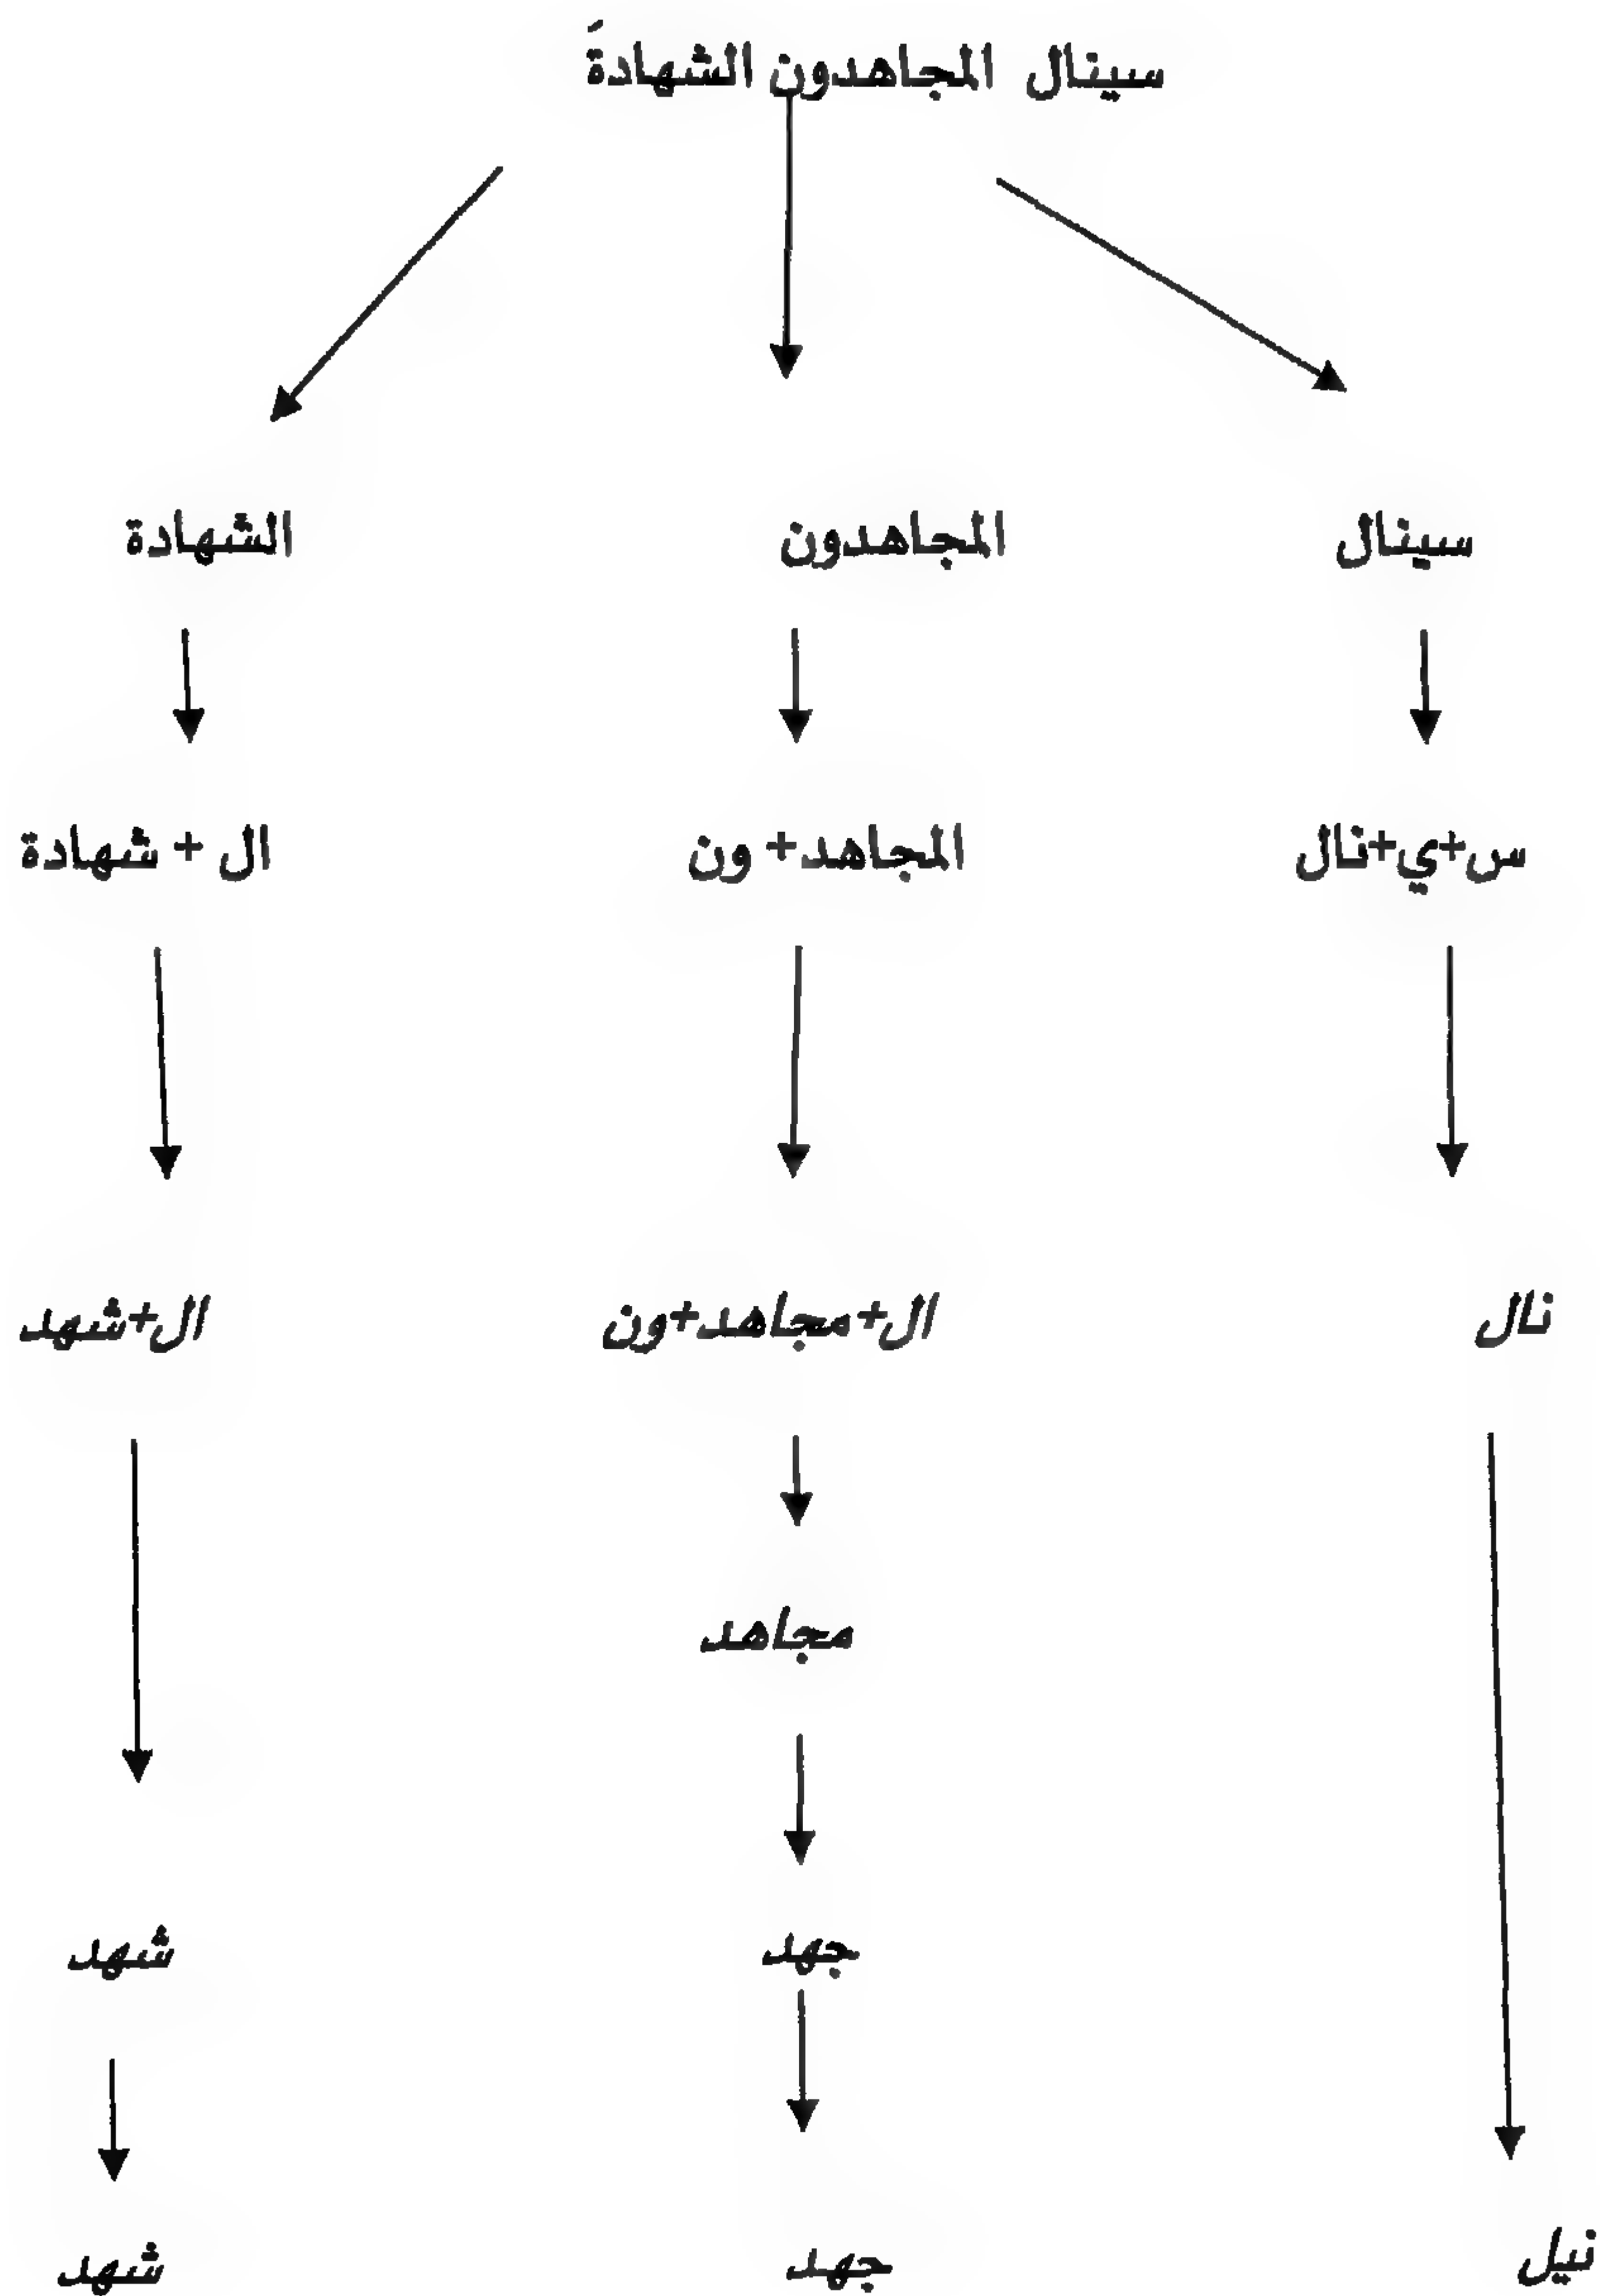 سينال المجاهدون الشهادةَ
سينال المجاهدون الشهادة
س+ي+نال المجاهد+ ون ال + شهادة
نال ال+مجاهد+ون ال+شهد
مجاهد
جهد شهد
نيل جهد شهد